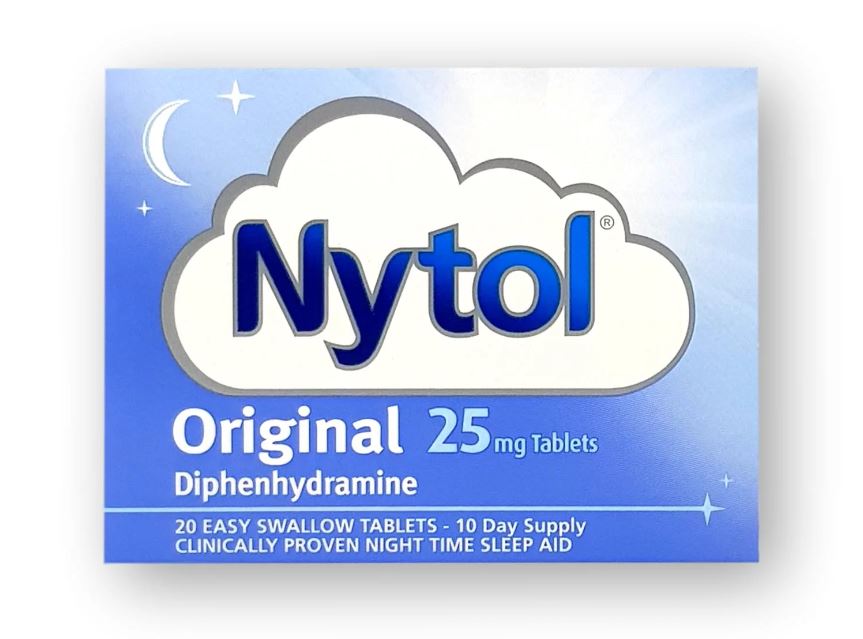 Nytol®
Original 25mg Tablets
Diphenhydramine
20 EASY SWALLOW TABLETS - 10 Day Supply
CLINICALLY PROVEN NIGHT TIME SLEEP AID